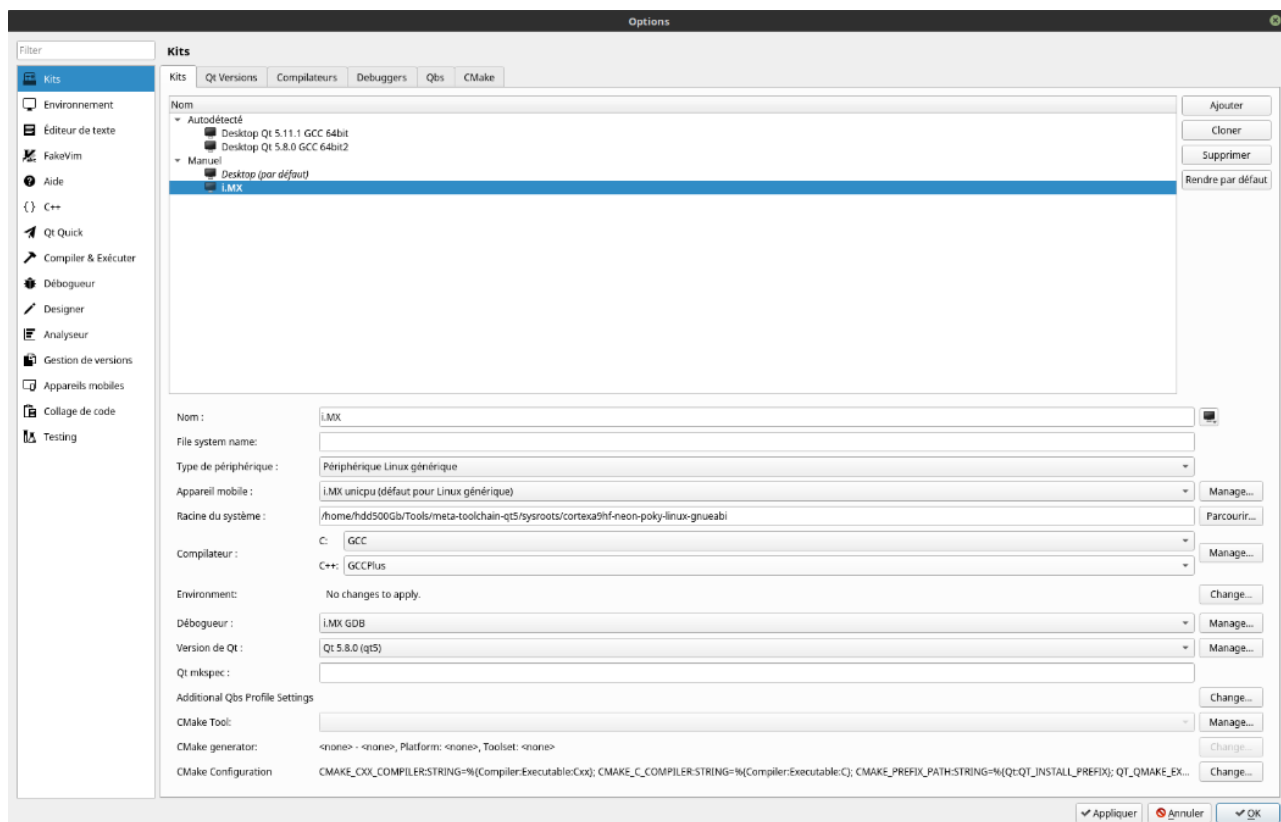 Options
Filter
Kits
Environnement
Éditeur de texte
FakeVim
Aide
{} C++
Qt Quick
Compiler & Exécuter
Débogueur
Designer
Analyseur
Gestion de versions
Appareils mobiles
Collage de code
Testing
Kits
Kits Qt Versions Compilateurs Debuggers Qbs CMake
Nom
Autodétecté
Desktop Qt 5.11.1 GCC 64bit
Desktop Qt 5.8.0 GCC 64bit2
Manuel
Desktop (par défaut)
i.MX
Ajouter
Cloner
Supprimer
Rendre par défaut
Nom : i.MX
File system name:
Type de périphérique : Périphérique Linux générique
Appareil mobile : i.MX unicpu (défaut pour Linux générique) Manage...
Racine du système : /home/hdd500Gb/Tools/meta-toolchain-qt5/sysroots/cortexa9hf-neon-poky-linux-gnueabi Parcourir...
Compilateur : C: GCC Manage...
C++: GCCPlus
Environment: No changes to apply. Change...
Débogueur : i.MX GDB Manage...
Version de Qt : Qt 5.8.0 (qt5) Manage...
Qt mkspec :
Additional Qbs Profile Settings Change...
CMake Tool: Manage...
CMake generator: <none> - <none>, Platform: <none>, Toolset: <none> Change...
CMake Configuration CMAKE_CXX_COMPILER:STRING=%{Compiler:Executable:Cxx}; CMAKE_C_COMPILER:STRING=%{Compiler:Executable:C}; CMAKE_PREFIX_PATH:STRING=%{Qt:QT_INSTALL_PREFIX}; QT_QMAKE_EX... Change...
Appliquer Annuler OK